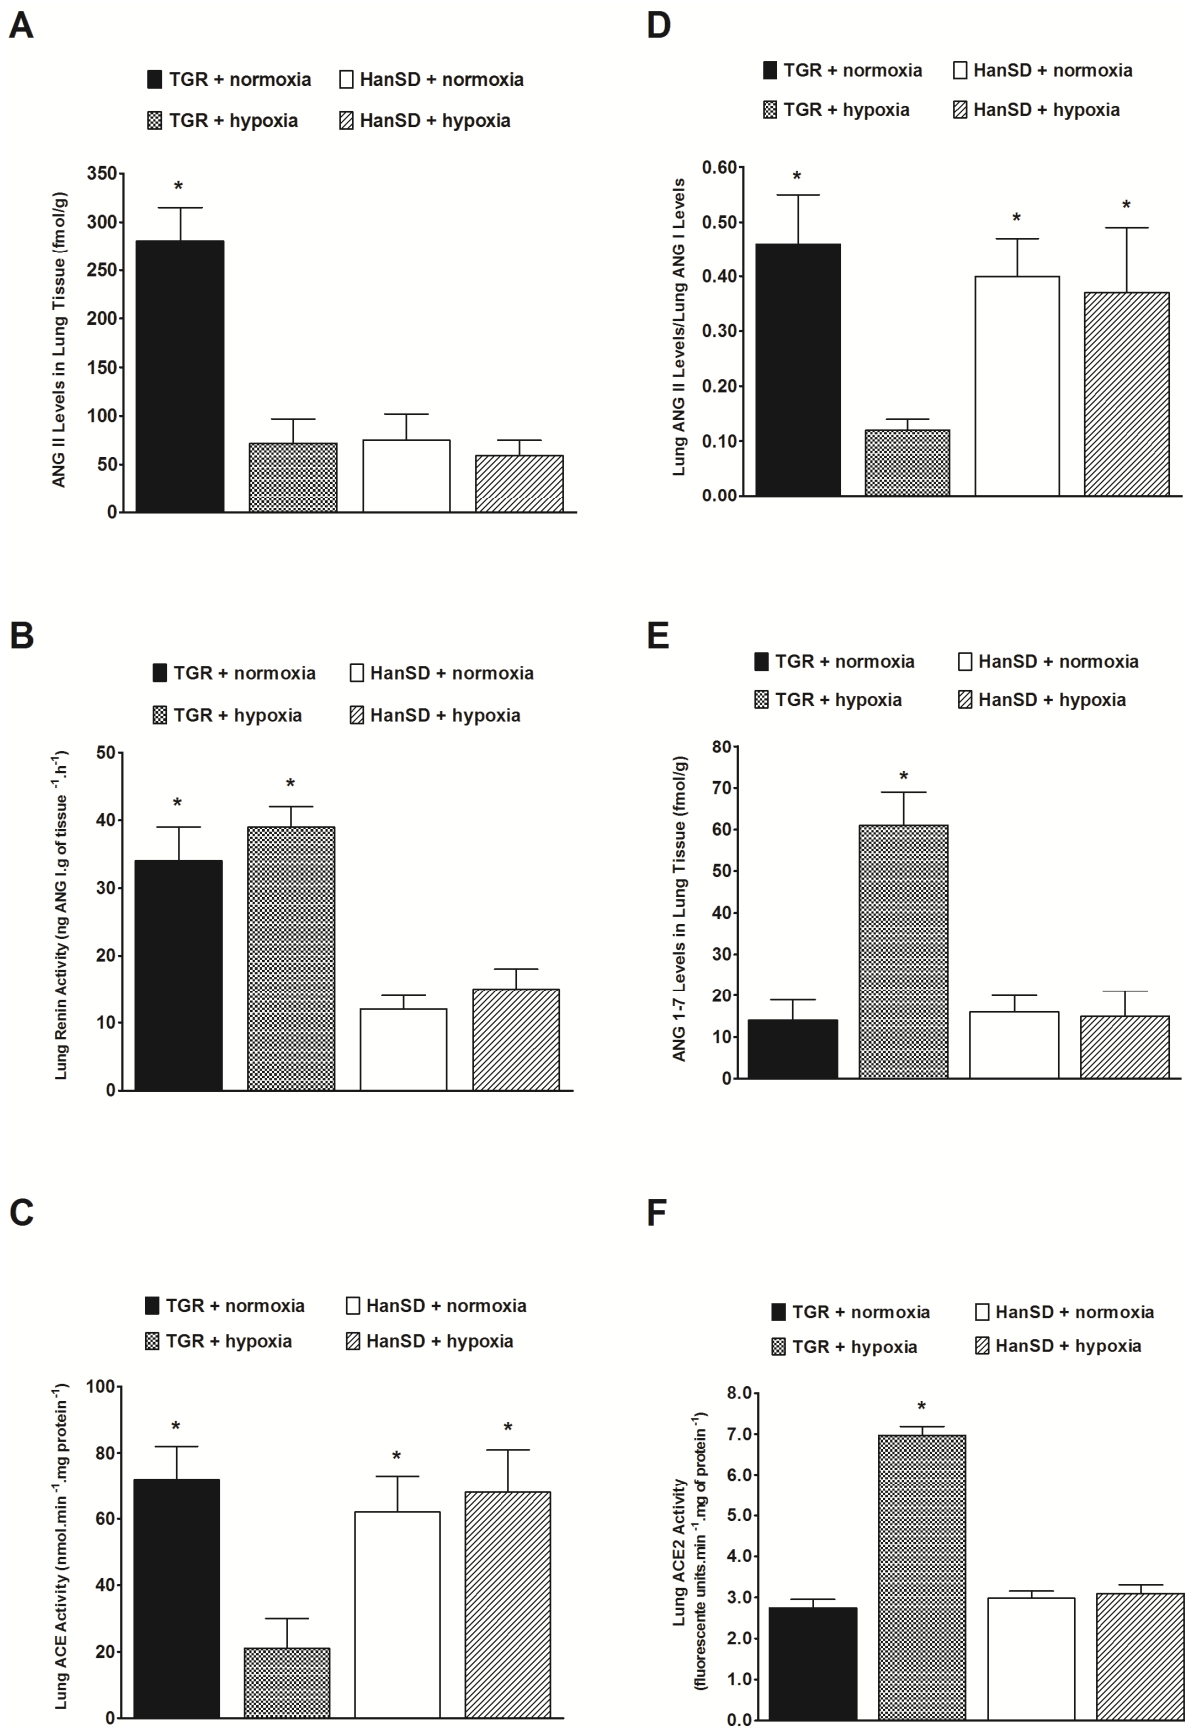 A
TGR + normoxia HanSD + normoxia
TGR + hypoxia HanSD + hypoxia
ANG II Levels in Lung Tissue (fmol/g)
350
300
250
200
150
100
50
0
*
D
TGR + normoxia HanSD + normoxia
TGR + hypoxia HanSD + hypoxia
Lung ANG II Levels/Lung ANG I Levels
0.60
0.50
0.40
0.30
0.20
0.10
0.00
* * *
B
TGR + normoxia HanSD + normoxia
TGR + hypoxia HanSD + hypoxia
Lung Renin Activity (ng ANG I.g of tissue ⁻¹.h⁻¹)
50
40
30
20
10
0
* *
E
TGR + normoxia HanSD + normoxia
TGR + hypoxia HanSD + hypoxia
ANG 1-7 Levels in Lung Tissue (fmol/g)
80
70
60
50
40
30
20
10
0
*
C
TGR + normoxia HanSD + normoxia
TGR + hypoxia HanSD + hypoxia
Lung ACE Activity (nmol.min⁻¹.mg protein⁻¹)
100
80
60
40
20
0
* * *
F
TGR + normoxia HanSD + normoxia
TGR + hypoxia HanSD + hypoxia
Lung ACE2 Activity
(fluorescente units.min⁻¹.mg of protein⁻¹)
8.0
7.0
6.0
5.0
4.0
3.0
2.0
1.0
0.0
*